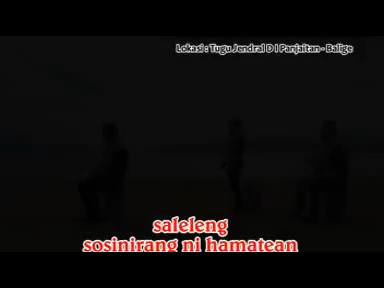 Lokasi : Tugu Jendral D I Panjaitan - Balige
saleleng
sosinirang ni hamatean